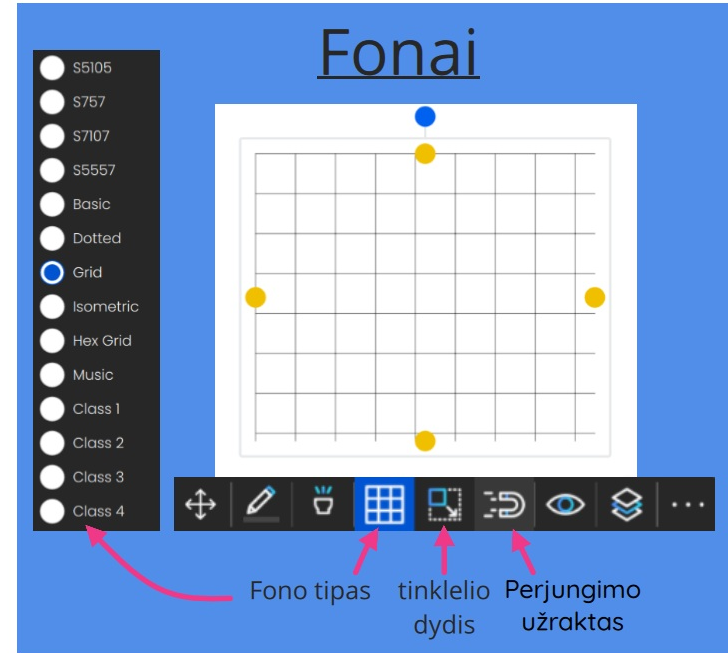 Fonai
S5105
S757
S7107
S5557
Basic
Dotted
Grid
Isometric
Hex Grid
Music
Class 1
Class 2
Class 3
Class 4
Fono tipas
tinklelio
dydis
Perjungimo
užraktas